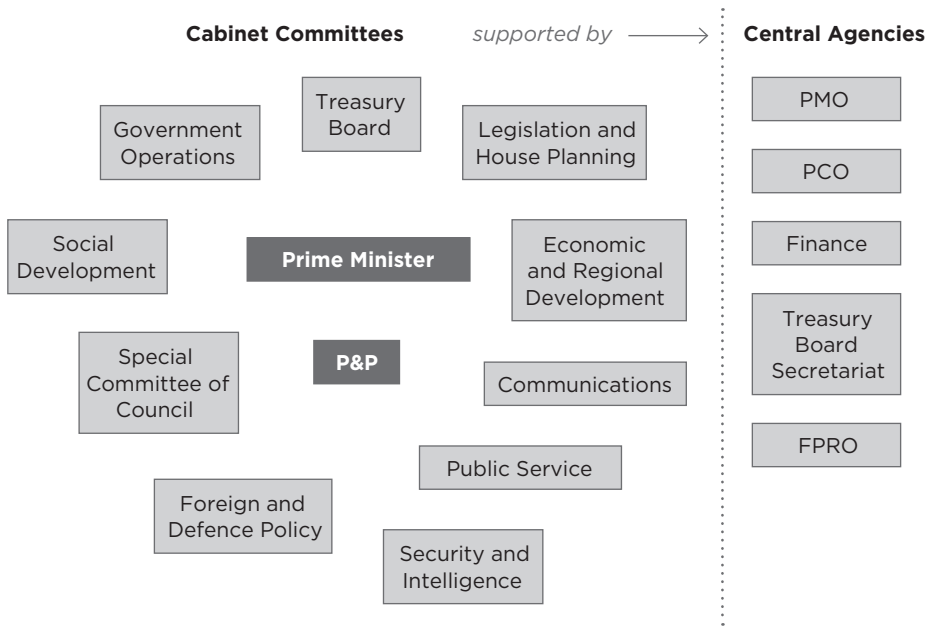 Cabinet Committees
supported by
Central Agencies
Treasury
Board
Government
Operations
Legislation and
House Planning
Social
Development
Prime Minister
Economic
and Regional
Development
Special
Committee of
Council
P&P
Communications
Public Service
Foreign and
Defence Policy
Security and
Intelligence
PMO
PCO
Finance
Treasury
Board
Secretariat
FPRO